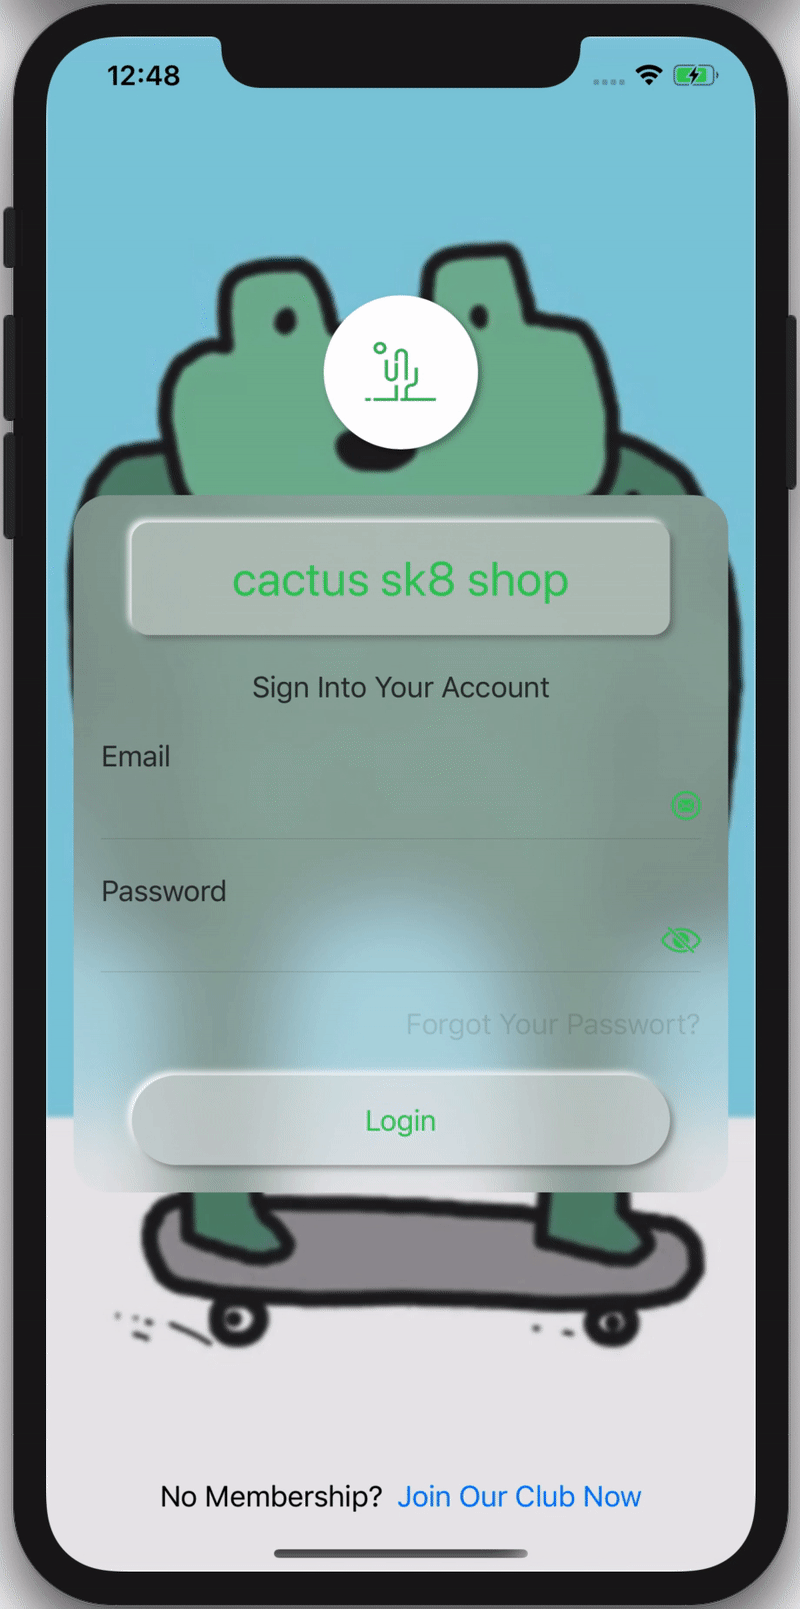 12:48
cactus sk8 shop
Sign Into Your Account
Email
Password
Forgot Your Passwort?
Login
No Membership? Join Our Club Now